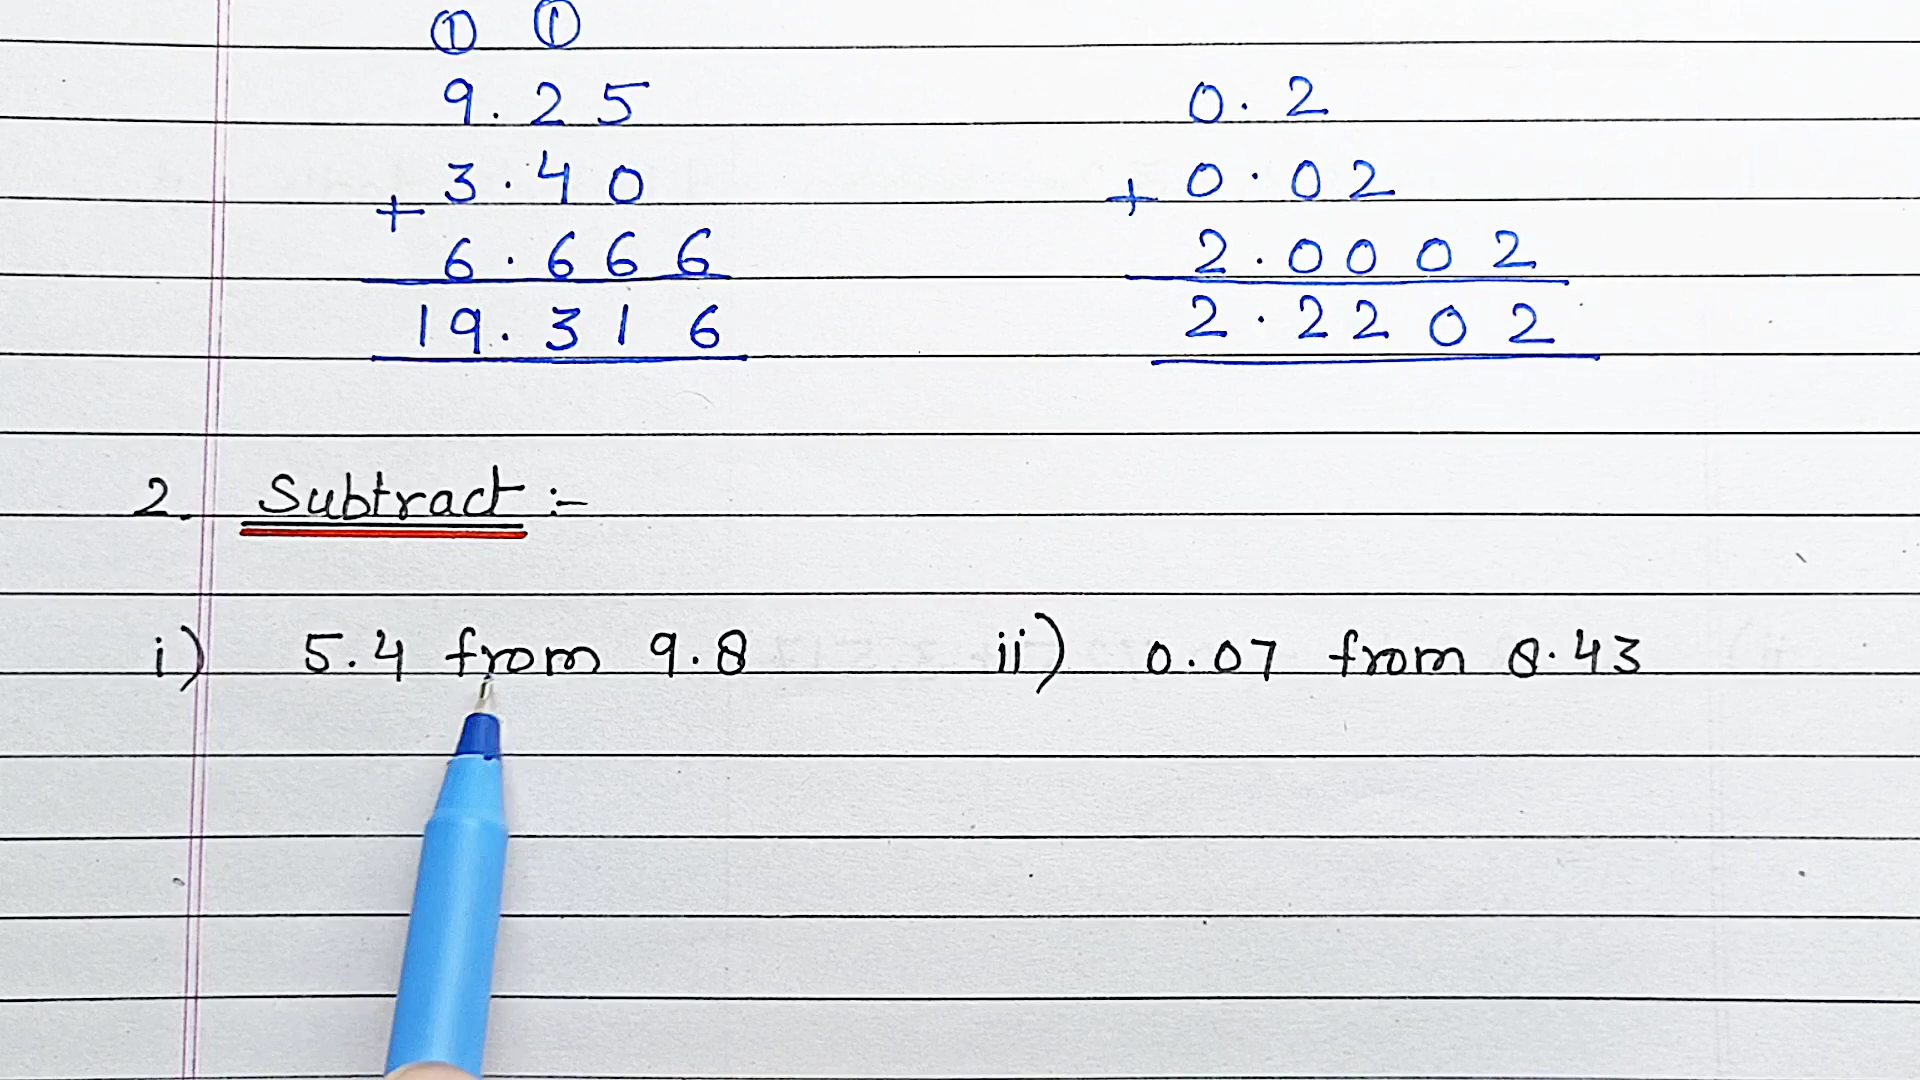 ① ①
9.25 0.2
3.40 + 0.02
+
6.666 2.0002
19.316 2.2202
2. Subtract :-
i) 5.4 from 9.8 ii) 0.07 from 8.43